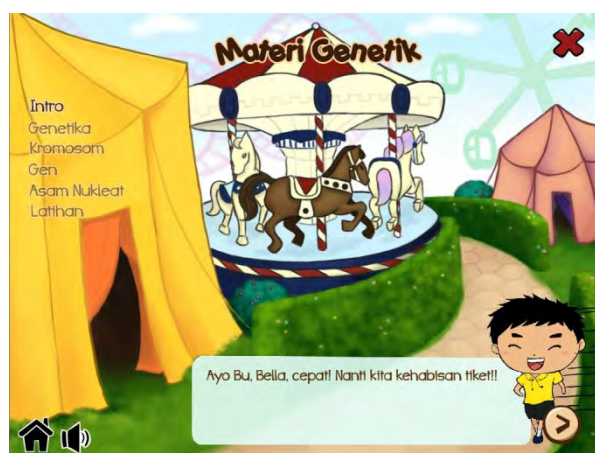 Materi Genetik
Intro
Genetika
Kromosom
Gen
Asam Nukleat
Latihan
Ayo Bu, Bella, cepat! Nanti kita kehabisan tiket!!